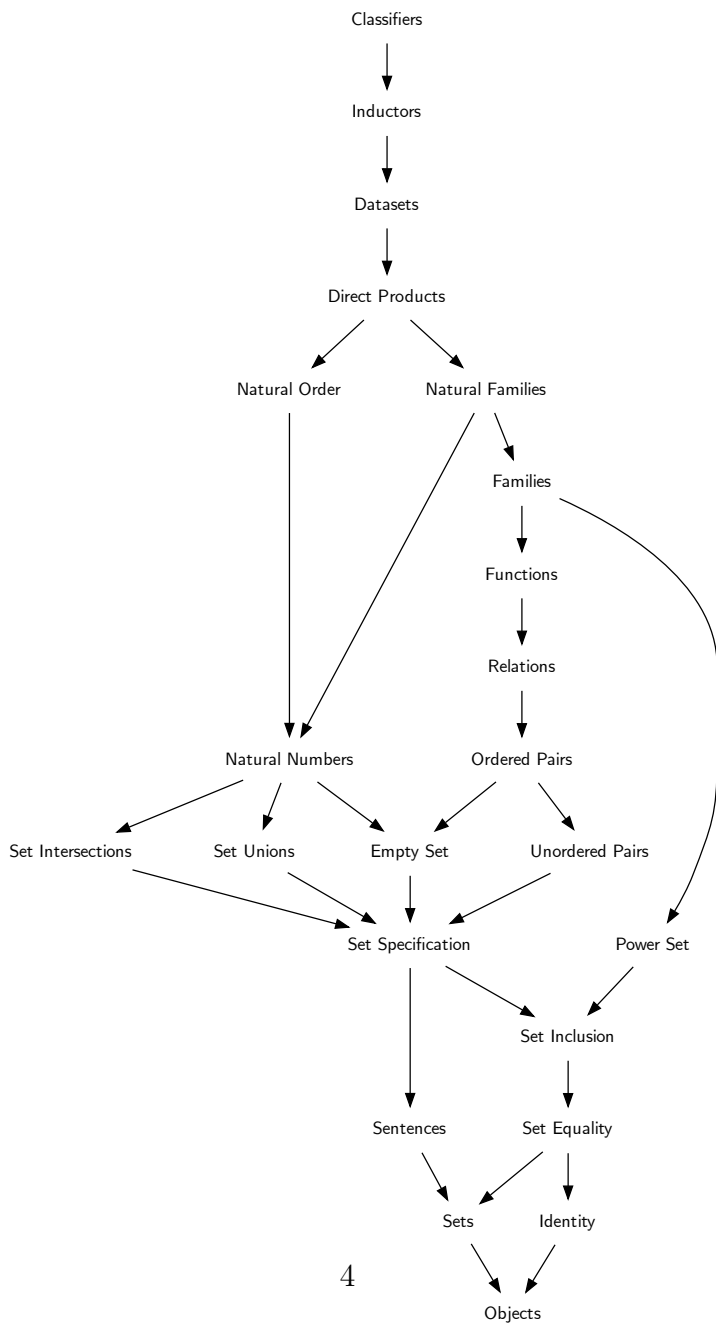 Classifiers
Inductors
Datasets
Direct Products
Natural Order
Natural Families
Families
Functions
Relations
Natural Numbers
Ordered Pairs
Set Intersections
Set Unions
Empty Set
Unordered Pairs
Set Specification
Power Set
Set Inclusion
Sentences
Set Equality
Sets
Identity
4
Objects